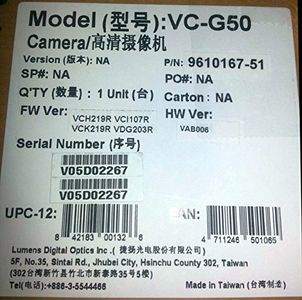 Model (型号):VC-G50
Camera/高清摄像机
Version (版本): NA P/N: 9610167-51
SP#: NA PO#: NA
Q'TY (数量) : 1 Unit (台) Carton : NA
FW Ver: VCH219R VCI107R HW Ver:
VCK219R VDG203R VAB006
Serial Number (序号)
V05D02267
V05D02267
UPC-12: EAN:
8 42183 00132 6 4 711246 501065
Lumens Digital Optics Inc .( 捷扬光电股份有限公司 )
5F, No.35, Sintai Rd., Jhubei City, Hsinchu County 302, Taiwan
(302台湾新竹县竹北市新泰路35号5楼)
Tel (电话):+886-3-5544466 Made in Taiwan (台湾制)